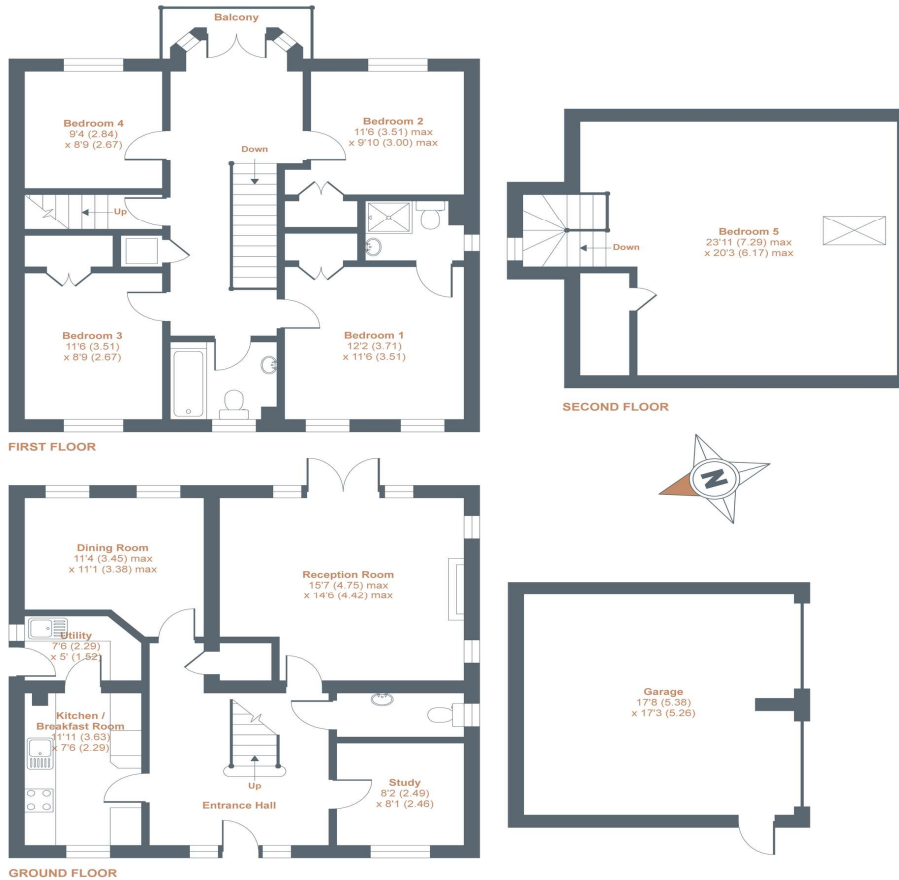 Balcony
Bedroom 4
9'4 (2.84)
x 8'9 (2.67)
Bedroom 2
11'6 (3.51) max
x 9'10 (3.00) max
Down
Up
Bedroom 3
11'6 (3.51)
x 8'9 (2.67)
Bedroom 1
12'2 (3.71)
x 11'6 (3.51)
FIRST FLOOR
Bedroom 5
23'11 (7.29) max
x 20'3 (6.17) max
Down
SECOND FLOOR
N
Dining Room
11'4 (3.45) max
x 11'1 (3.38) max
Reception Room
15'7 (4.75) max
x 14'6 (4.42) max
Utility
7'6 (2.29)
x 5' (1.52)
Kitchen /
Breakfast Room
11'11 (3.63)
x 7'6 (2.29)
Up
Entrance Hall
Study
8'2 (2.49)
x 8'1 (2.46)
GROUND FLOOR
Garage
17'8 (5.38)
x 17'3 (5.26)